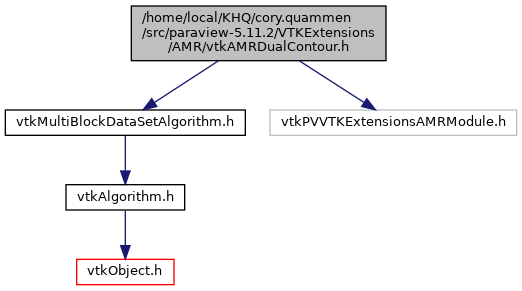 /home/local/KHQ/cory.quammen
/src/paraview-5.11.2/VTKExtensions
/AMR/vtkAMRDualContour.h
vtkMultiBlockDataSetAlgorithm.h
vtkPVVTKExtensionsAMRModule.h
vtkAlgorithm.h
vtkObject.h